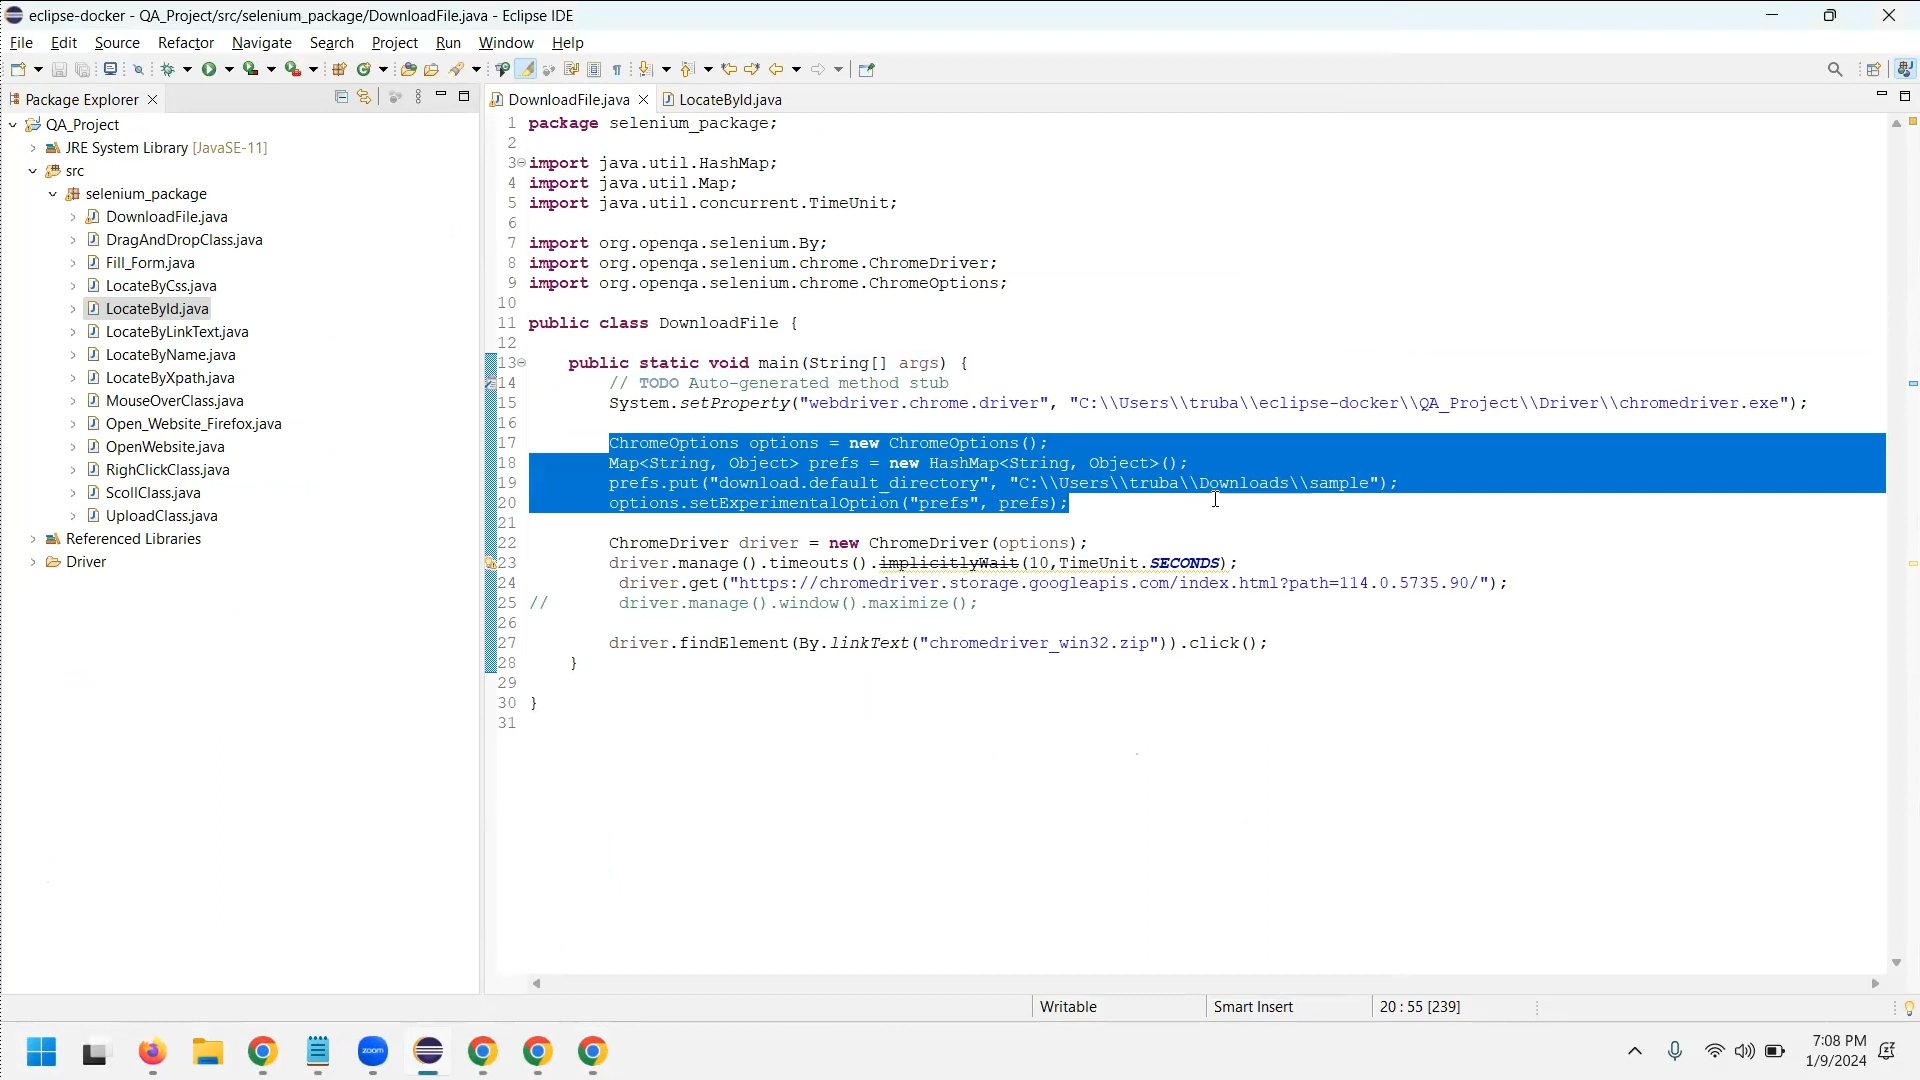 eclipse-docker - QA_Project/src/selenium_package/DownloadFile.java - Eclipse IDE
File Edit Source Refactor Navigate Search Project Run Window Help
Package Explorer
DownloadFile.java LocateById.java
QA_Project
JRE System Library [JavaSE-11]
src
selenium_package
DownloadFile.java
DragAndDropClass.java
Fill_Form.java
LocateByCss.java
LocateById.java
LocateByLinkText.java
LocateByName.java
LocateByXpath.java
MouseOverClass.java
Open_Website_Firefox.java
OpenWebsite.java
RighClickClass.java
ScollClass.java
UploadClass.java
Referenced Libraries
Driver
1 package selenium_package;
2
3 import java.util.HashMap;
4 import java.util.Map;
5 import java.util.concurrent.TimeUnit;
6
7 import org.openqa.selenium.By;
8 import org.openqa.selenium.chrome.ChromeDriver;
9 import org.openqa.selenium.chrome.ChromeOptions;
10
11 public class DownloadFile {
12
13 public static void main(String[] args) {
14 // TODO Auto-generated method stub
15 System.setProperty("webdriver.chrome.driver", "C:\\Users\\truba\\eclipse-docker\\QA_Project\\Driver\\chromedriver.exe");
16
17 ChromeOptions options = new ChromeOptions();
18 Map<String, Object> prefs = new HashMap<String, Object>();
19 prefs.put("download.default_directory", "C:\\Users\\truba\\Downloads\\sample");
20 options.setExperimentalOption("prefs", prefs);
21
22 ChromeDriver driver = new ChromeDriver(options);
23 driver.manage().timeouts().implicitlyWait(10,TimeUnit.SECONDS);
24 driver.get("https://chromedriver.storage.googleapis.com/index.html?path=114.0.5735.90/");
25 // driver.manage().window().maximize();
26
27 driver.findElement(By.linkText("chromedriver_win32.zip")).click();
28 }
29
30 }
31
Writable Smart Insert 20 : 55 [239]
zoom
7:08 PM
1/9/2024